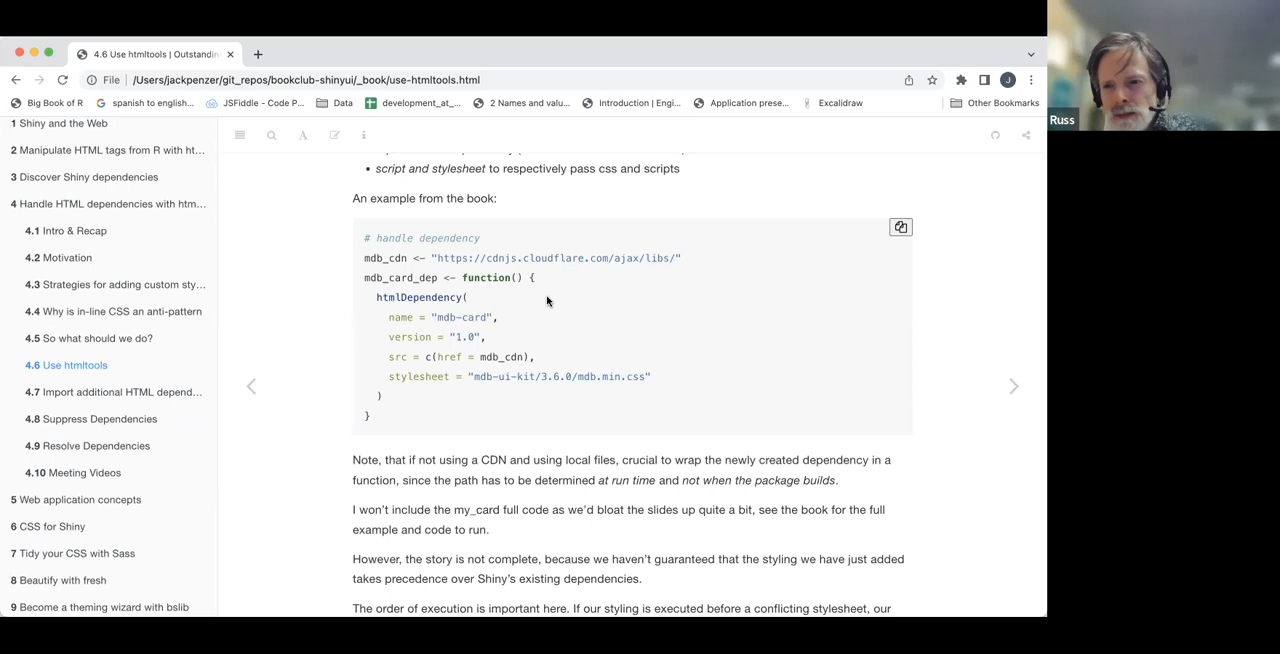 4.6 Use htmltools | Outstandin
File
/Users/jackpenzer/git_repos/bookclub-shinyui/_book/use-htmltools.html
J
Big Book of R
spanish to english...
JSFiddle - Code P...
Data
development_at_...
2 Names and valu...
Introduction | Engi...
Application prese...
Excalidraw
Other Bookmarks
Russ
1 Shiny and the Web
2 Manipulate HTML tags from R with ht...
3 Discover Shiny dependencies
4 Handle HTML dependencies with htm...
4.1 Intro & Recap
4.2 Motivation
4.3 Strategies for adding custom sty...
4.4 Why is in-line CSS an anti-pattern
4.5 So what should we do?
4.6 Use htmltools
4.7 Import additional HTML depend...
4.8 Suppress Dependencies
4.9 Resolve Dependencies
4.10 Meeting Videos
5 Web application concepts
6 CSS for Shiny
7 Tidy your CSS with Sass
8 Beautify with fresh
9 Become a theming wizard with bslib
• script and stylesheet to respectively pass css and scripts
An example from the book:
# handle dependency
mdb_cdn <- "https://cdnjs.cloudflare.com/ajax/libs/"
mdb_card_dep <- function() {
htmlDependency(
name = "mdb-card",
version = "1.0",
src = c(href = mdb_cdn),
stylesheet = "mdb-ui-kit/3.6.0/mdb.min.css"
)
}
Note, that if not using a CDN and using local files, crucial to wrap the newly created dependency in a
function, since the path has to be determined at run time and not when the package builds.
I won't include the my_card full code as we'd bloat the slides up quite a bit, see the book for the full
example and code to run.
However, the story is not complete, because we haven't guaranteed that the styling we have just added
takes precedence over Shiny's existing dependencies.
The order of execution is important here. If our styling is executed before a conflicting stylesheet, our